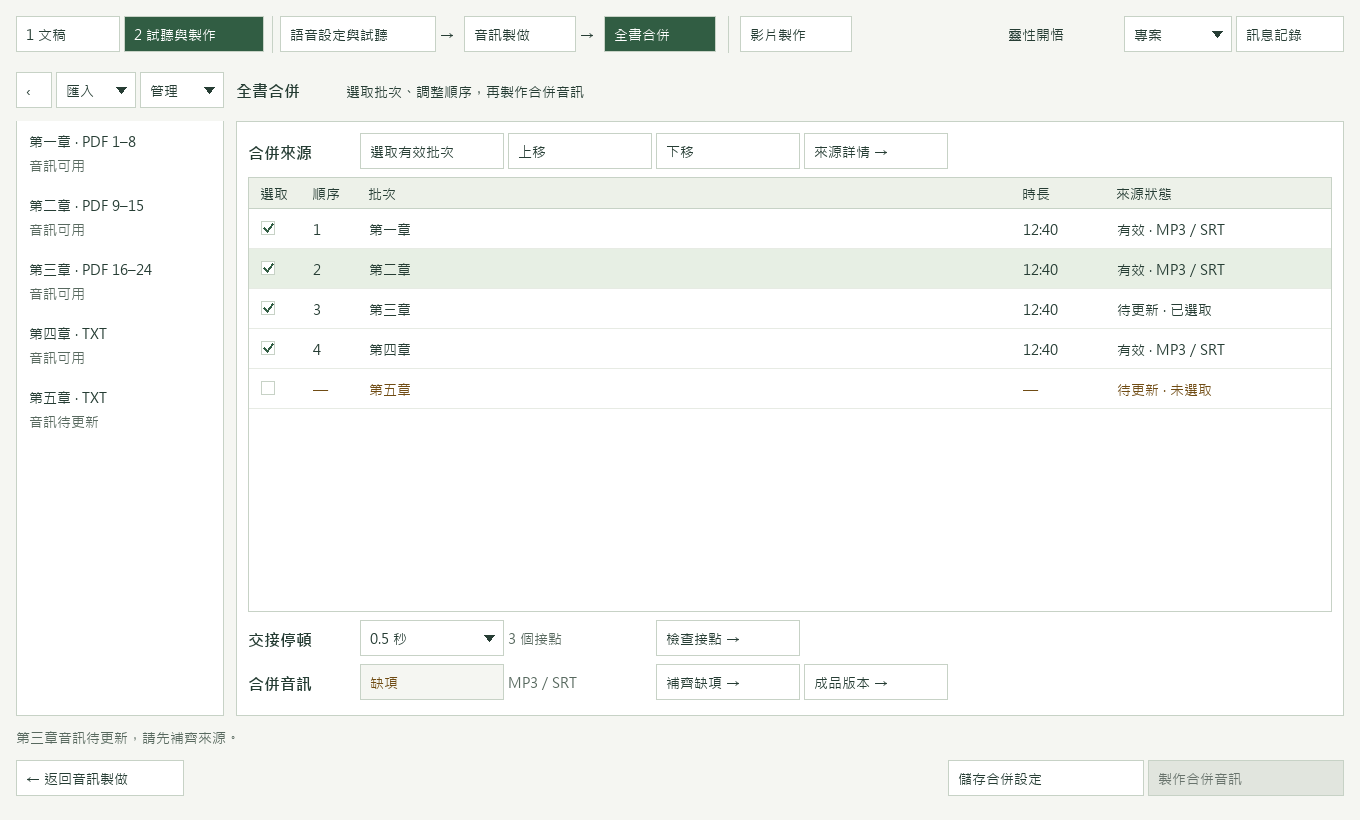 1 文稿 2 試聽與製作 語音設定與試聽 → 音訊製做 → 全書合併 影片製作 靈性開悟 專案 訊息記錄
‹ 匯入 管理 全書合併 選取批次、調整順序，再製作合併音訊
第一章 · PDF 1–8
音訊可用
第二章 · PDF 9–15
音訊可用
第三章 · PDF 16–24
音訊可用
第四章 · TXT
音訊可用
第五章 · TXT
音訊待更新
合併來源 選取有效批次 上移 下移 來源詳情 →
選取 順序 批次 時長 來源狀態
1 第一章 12:40 有效 · MP3 / SRT
2 第二章 12:40 有效 · MP3 / SRT
3 第三章 12:40 待更新 · 已選取
4 第四章 12:40 有效 · MP3 / SRT
— 第五章 — 待更新 · 未選取
交接停頓 0.5 秒 3 個接點 檢查接點 →
合併音訊 缺項 MP3 / SRT 補齊缺項 → 成品版本 →
第三章音訊待更新，請先補齊來源。
← 返回音訊製做 儲存合併設定 製作合併音訊